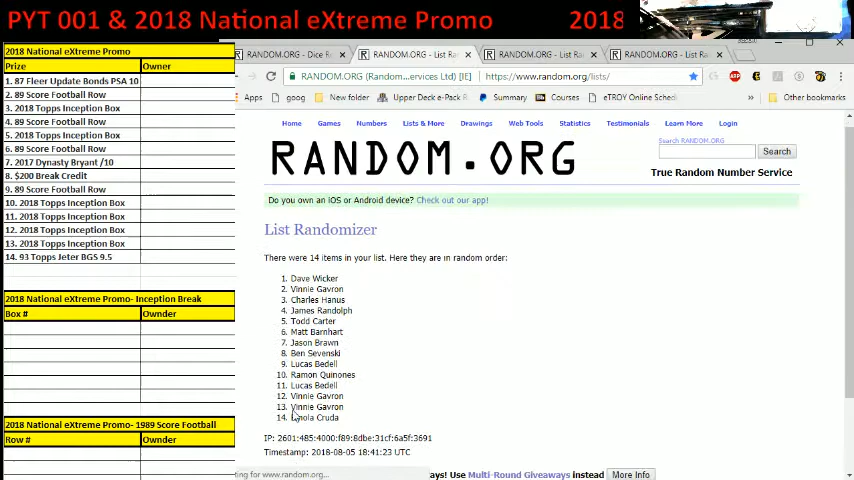 PYT 001 & 2018 National eXtreme Promo 2018
2018 National eXtreme Promo
Prize Owner
1. 87 Fleer Update Bonds PSA 10
2. 89 Score Football Row
3. 2018 Topps Inception Box
4. 89 Score Football Row
5. 2018 Topps Inception Box
6. 89 Score Football Row
7. 2017 Dynasty Bryant /10
8. $200 Break Credit
9. 89 Score Football Row
10. 2018 Topps Inception Box
11. 2018 Topps Inception Box
12. 2018 Topps Inception Box
13. 2018 Topps Inception Box
14. 93 Topps Jeter BGS 9.5
2018 National eXtreme Promo- Inception Break
Box # Ownder
2018 National eXtreme Promo- 1989 Score Football
Row # Ownder
RANDOM.ORG - Dice R
RANDOM.ORG - List Ra
RANDOM.ORG - List Ra
RANDOM.ORG - List Ra
RANDOM.ORG (Random...ervices Ltd) [IE] https://www.random.org/lists/
Apps goog New folder Upper Deck e-Pack Summary Courses eTROY Online Sched » Other bookmarks
Home Games Numbers Lists & More Drawings Web Tools Statistics Testimonials Learn More Login
RANDOM.ORG
Search RANDOM.ORG
Search
True Random Number Service
Do you own an iOS or Android device? Check out our app!
List Randomizer
There were 14 items in your list. Here they are in random order:
1. Dave Wicker
2. Vinnie Gavron
3. Charles Hanus
4. James Randolph
5. Todd Carter
6. Matt Barnhart
7. Jason Brawn
8. Ben Sevenski
9. Lucas Bedell
10. Ramon Quinones
11. Lucas Bedell
12. Vinnie Gavron
13. Vinnie Gavron
14. Cruda
IP: 2601:485:4000:f89:8dbe:31cf:6a5f:3691
Timestamp: 2018-08-05 18:41:23 UTC
ting for www.random.org...
ays! Use Multi-Round Giveaways instead More Info